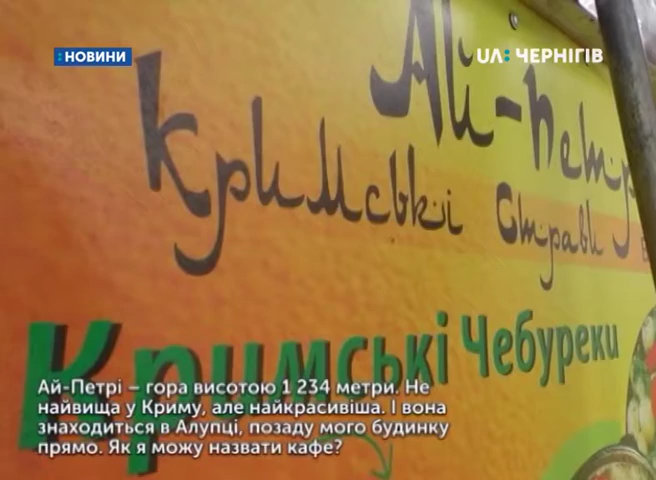 :НОВИНИ
UA: ЧЕРНІГІВ
Ай-Петр
Кримські Страви
Кримські Чебуреки
Ай-Петрі – гора висотою 1 234 метри. Не
найвища у Криму, але найкрасивіша. І вона
знаходиться в Алупці, позаду мого будинку
прямо. Як я можу назвати кафе?